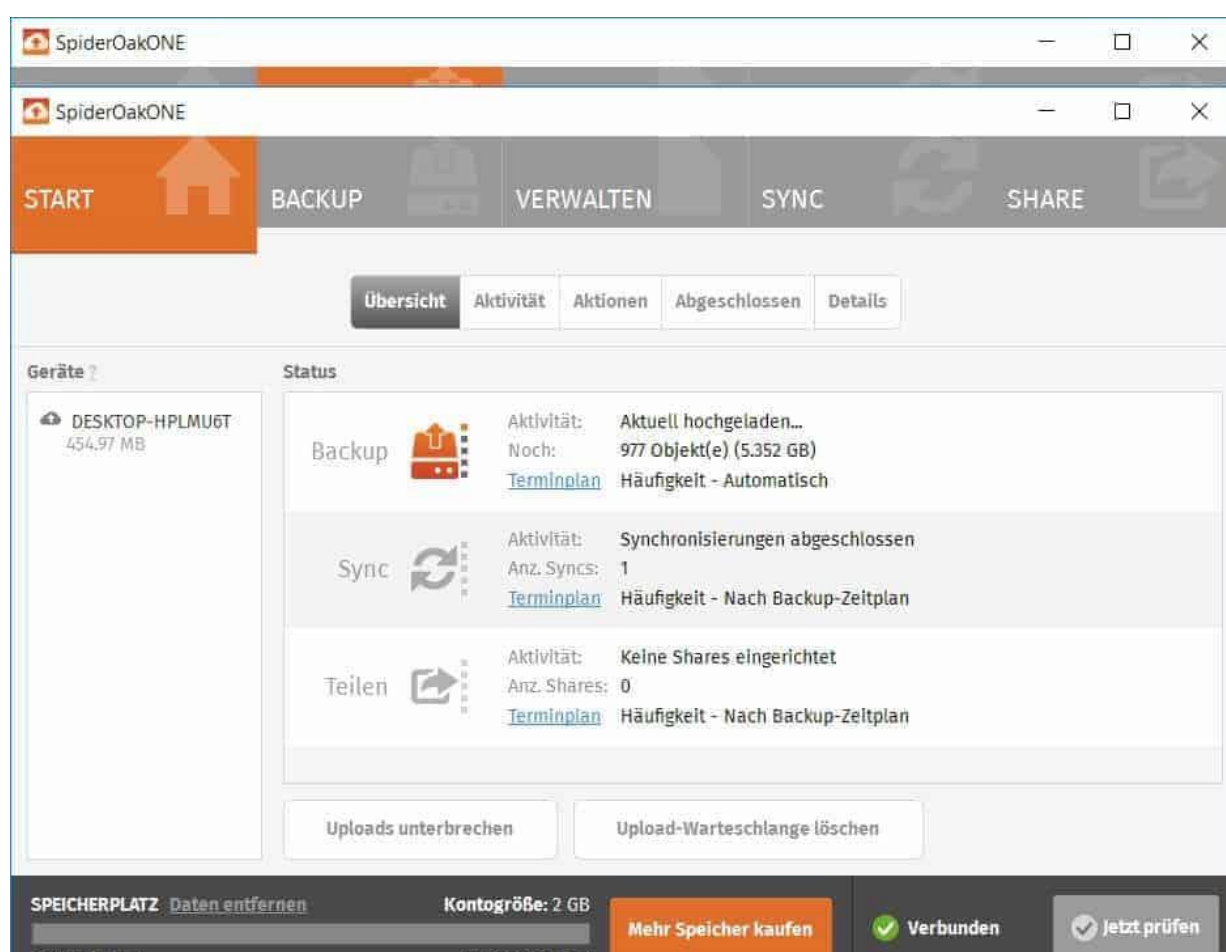 SpiderOakONE
SpiderOakONE
START BACKUP VERWALTEN SYNC SHARE
Übersicht Aktivität Aktionen Abgeschlossen Details
Geräte ?
DESKTOP-HPLMU6T
454.97 MB
Status
Backup
Aktivität: Aktuell hochgeladen...
Noch: 977 Objekt(e) (5.352 GB)
Terminplan Häufigkeit - Automatisch
Sync
Aktivität: Synchronisierungen abgeschlossen
Anz. Syncs: 1
Terminplan Häufigkeit - Nach Backup-Zeitplan
Teilen
Aktivität: Keine Shares eingerichtet
Anz. Shares: 0
Terminplan Häufigkeit - Nach Backup-Zeitplan
Uploads unterbrechen Upload-Warteschlange löschen
SPEICHERPLATZ Daten entfernen Kontogröße: 2 GB
Mehr Speicher kaufen Verbunden Jetzt prüfen